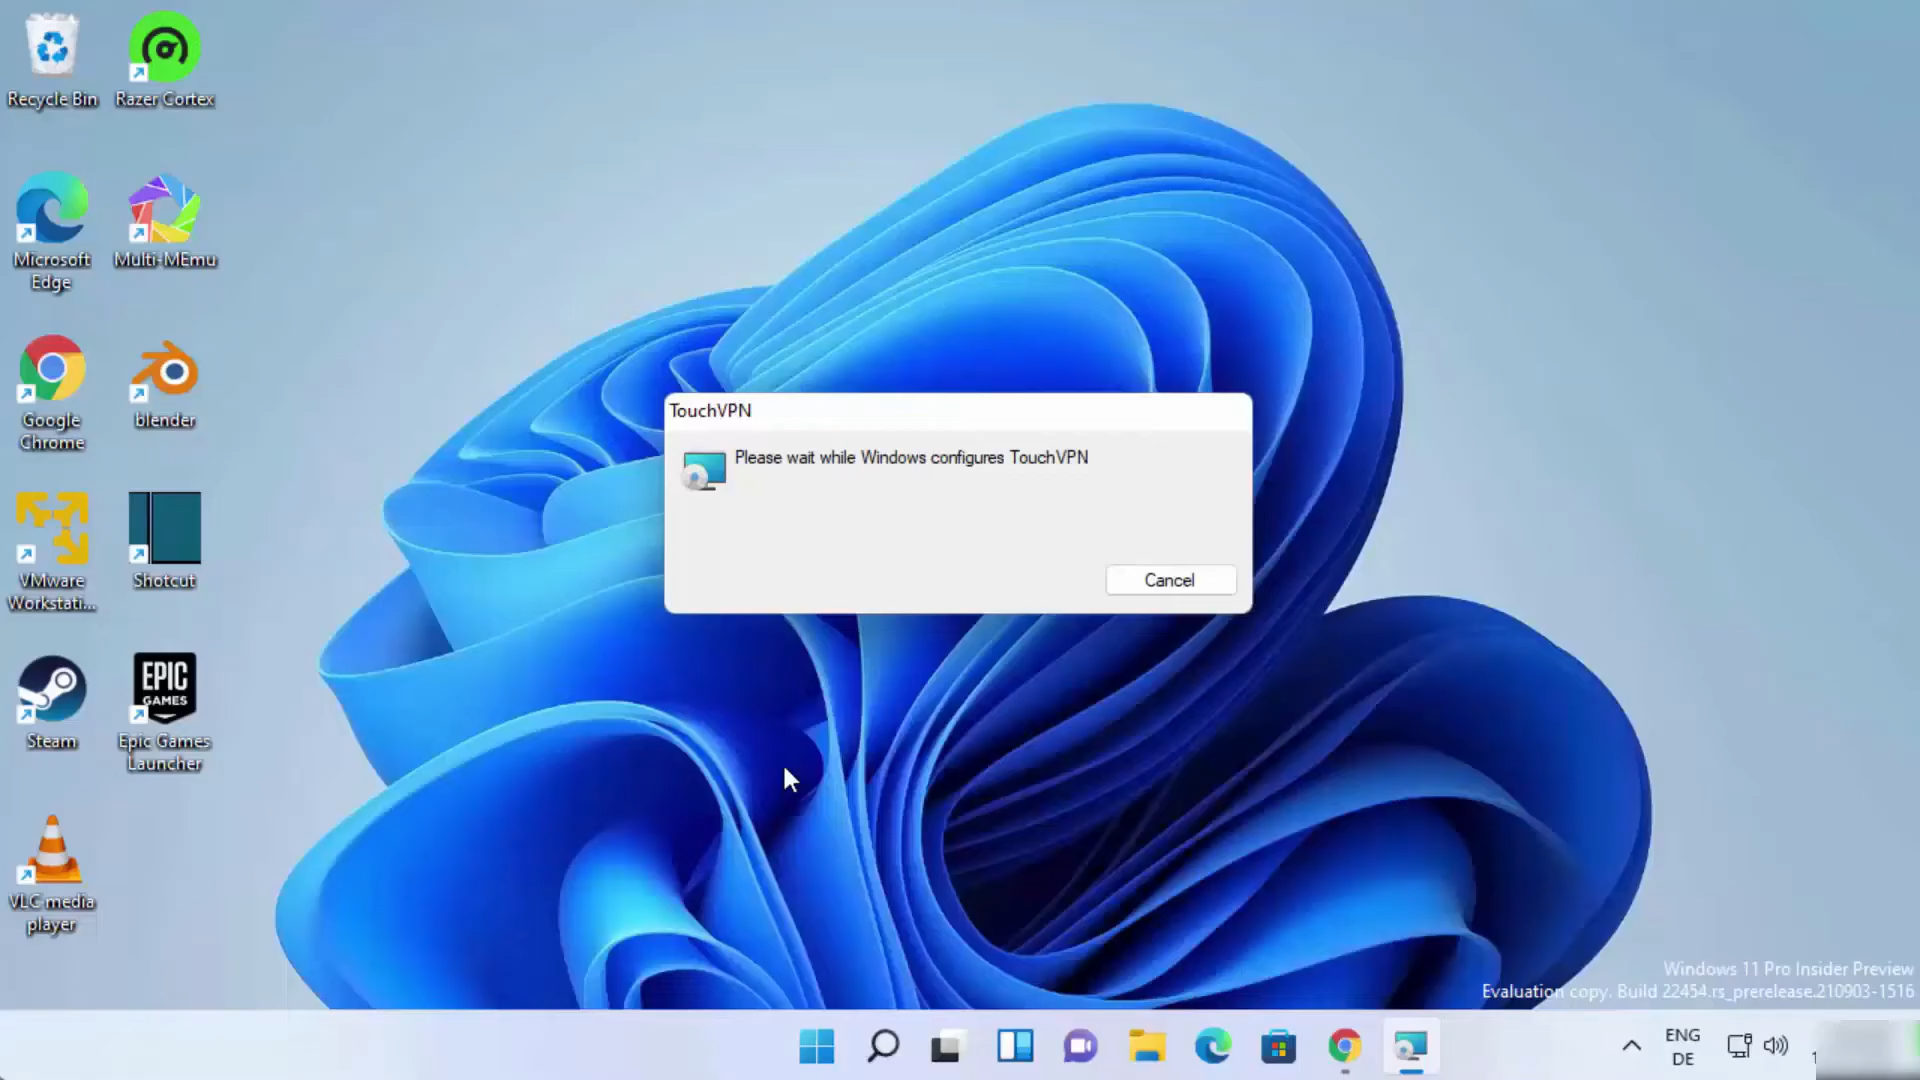 Recycle Bin
Razer Cortex
Microsoft
Edge
Multi-MEmu
Google
Chrome
blender
VMware
Workstati...
Shotcut
Steam
EPIC
GAMES
Epic Games
Launcher
VLC media
player
TouchVPN
Please wait while Windows configures TouchVPN
Cancel
Windows 11 Pro Insider Preview
Evaluation copy. Build 22454.rs_prerelease.210903-1516
ENG
DE